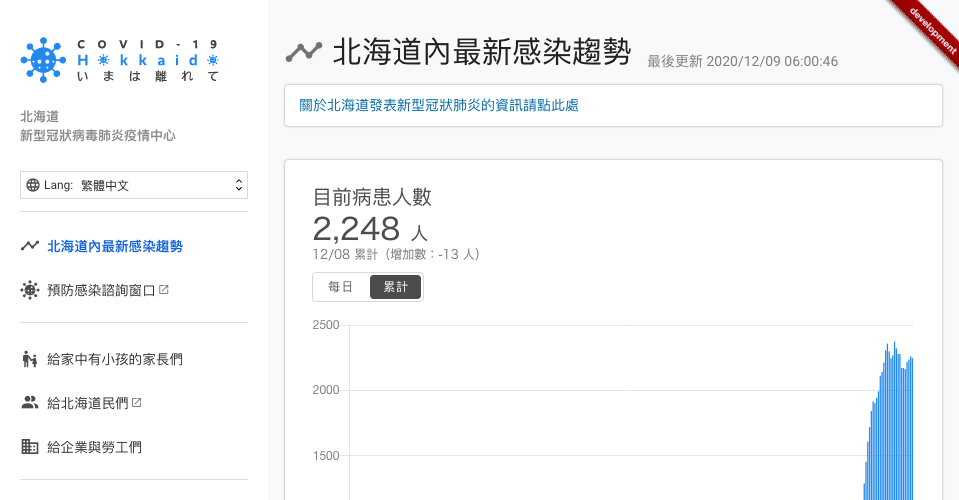 COVID-19
Hokkaido
いまは離れて
北海道
新型冠狀病毒肺炎疫情中心
Lang: 繁體中文
北海道內最新感染趨勢
預防感染諮詢窗口
給家中有小孩的家長們
給北海道民們
給企業與勞工們
北海道內最新感染趨勢
最後更新 2020/12/09 06:00:46
development
關於北海道發表新型冠狀肺炎的資訊請點此處
目前病患人數
2,248 人
12/08 累計（增加數：-13 人）
每日 累計
2500
2000
1500